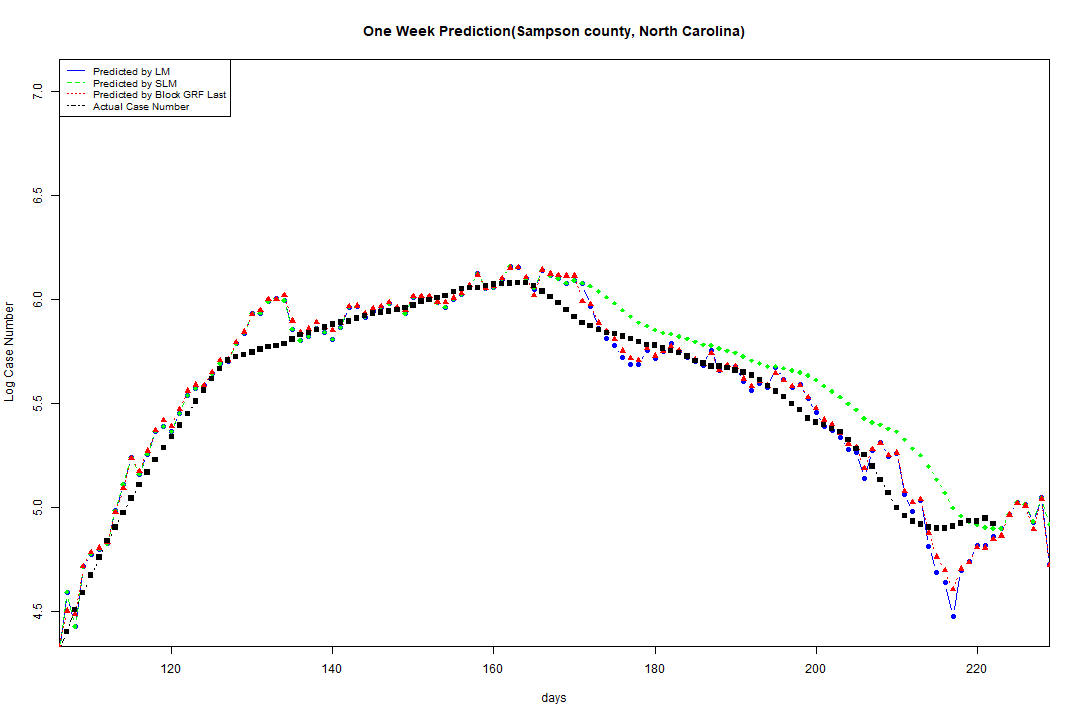 One Week Prediction(Sampson county, North Carolina)
Predicted by LM
Predicted by SLM
Predicted by Block GRF Last
Actual Case Number
7.0
6.5
6.0
5.5
5.0
4.5
Log Case Number
120 140 160 180 200 220
days